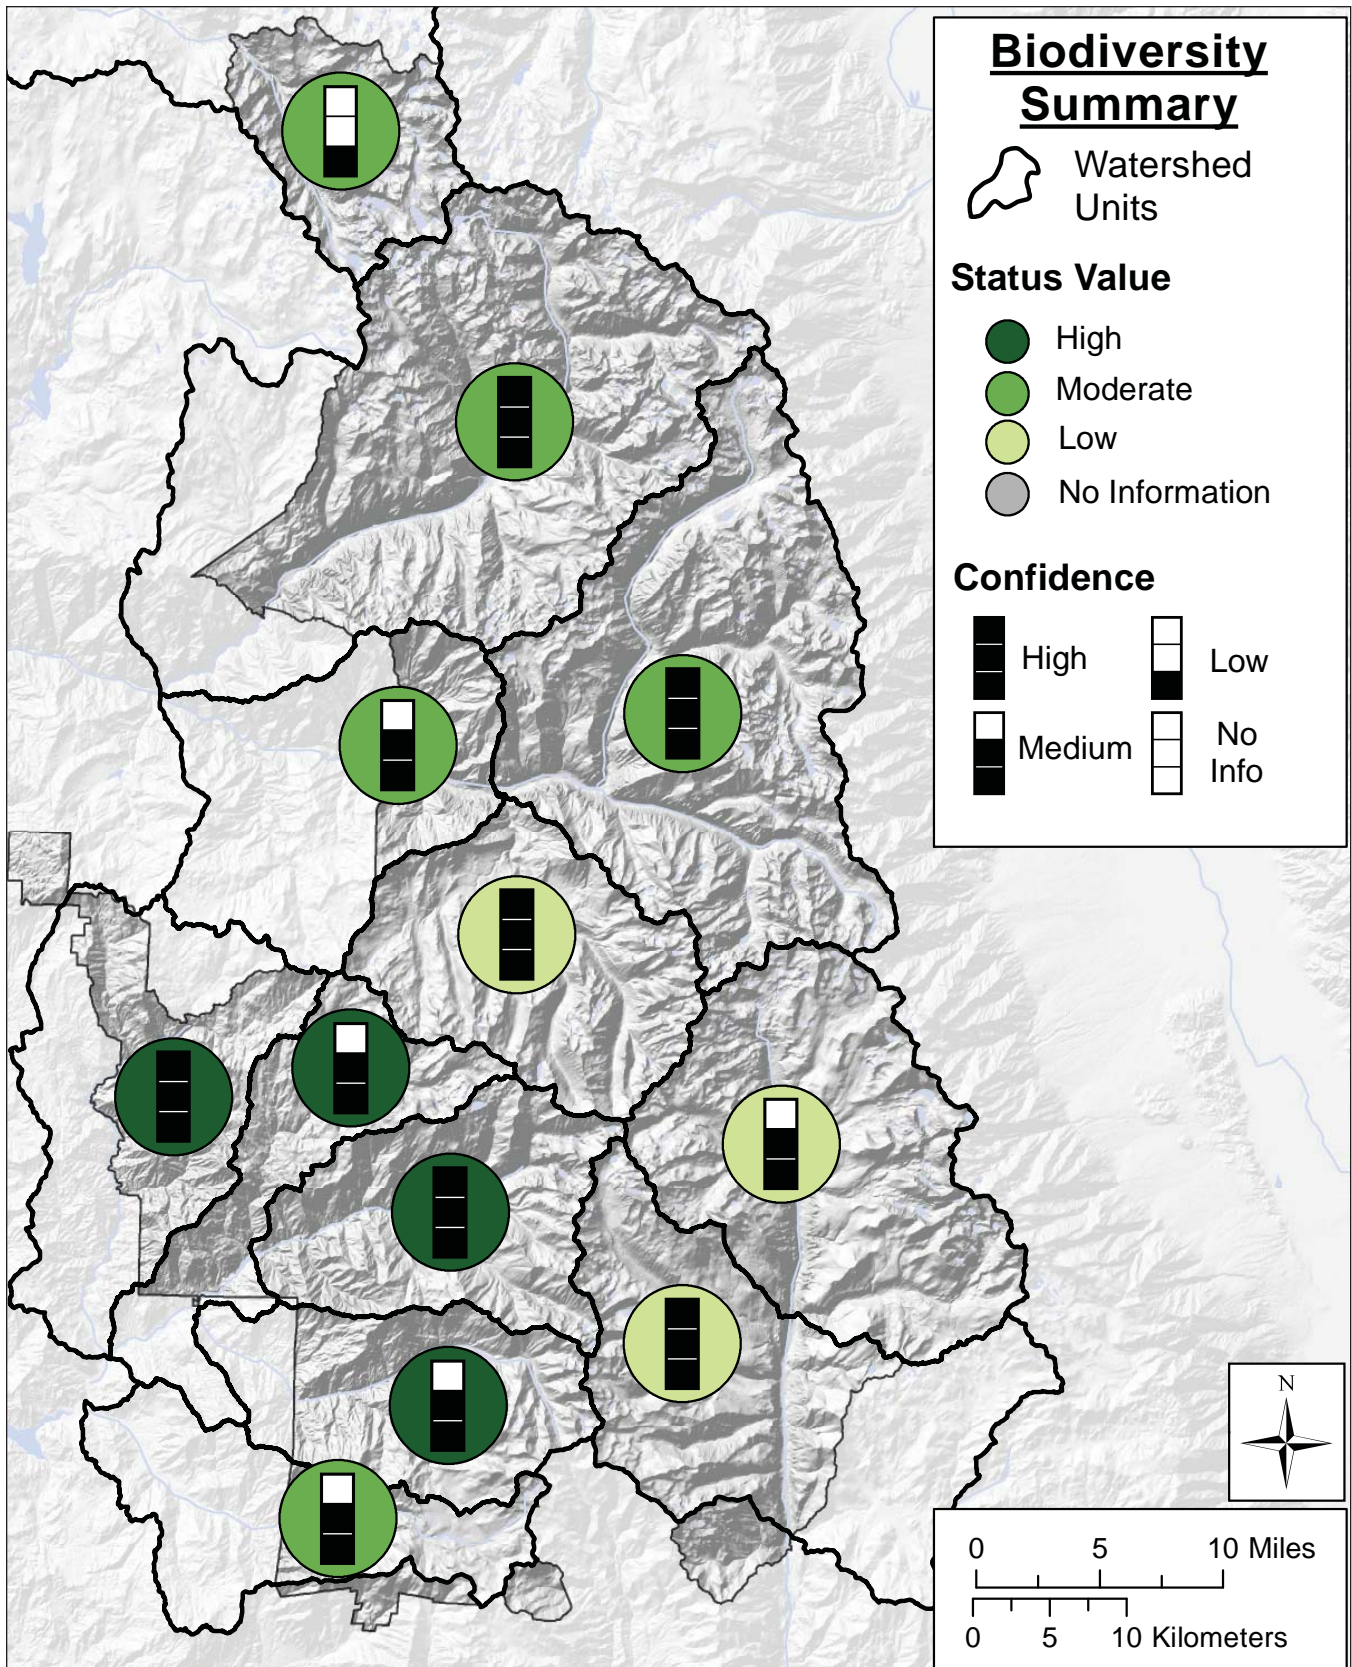 Biodiversity
Summary
Watershed
Units
Status Value
High
Moderate
Low
No Information
Confidence
High
Low
Medium
No
Info
N
0 5 10 Miles
0 5 10 Kilometers